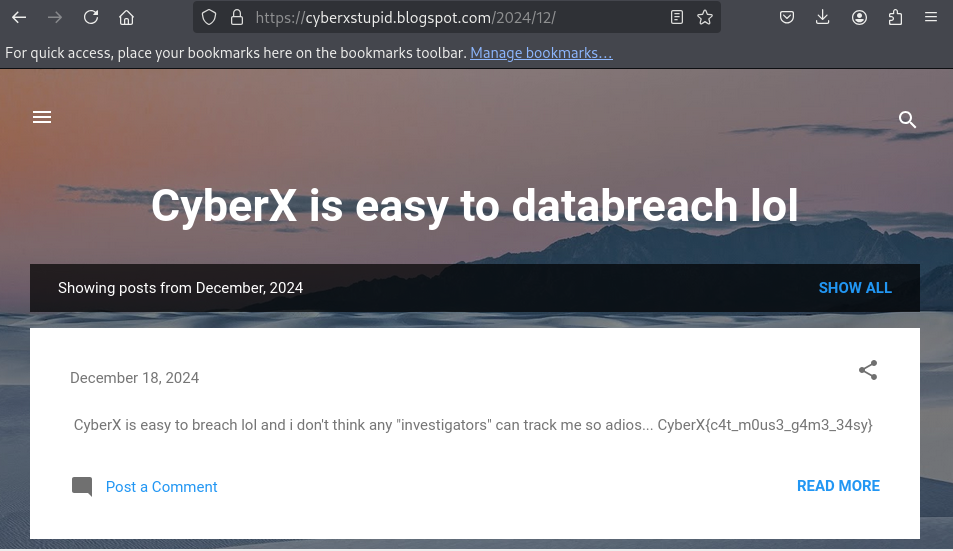 https://cyberxstupid.blogspot.com/2024/12/
For quick access, place your bookmarks here on the bookmarks toolbar. Manage bookmarks…
CyberX is easy to databreach lol
Showing posts from December, 2024 SHOW ALL
December 18, 2024
CyberX is easy to breach lol and i don't think any "investigators" can track me so adios... CyberX{c4t_m0us3_g4m3_34sy}
Post a Comment READ MORE